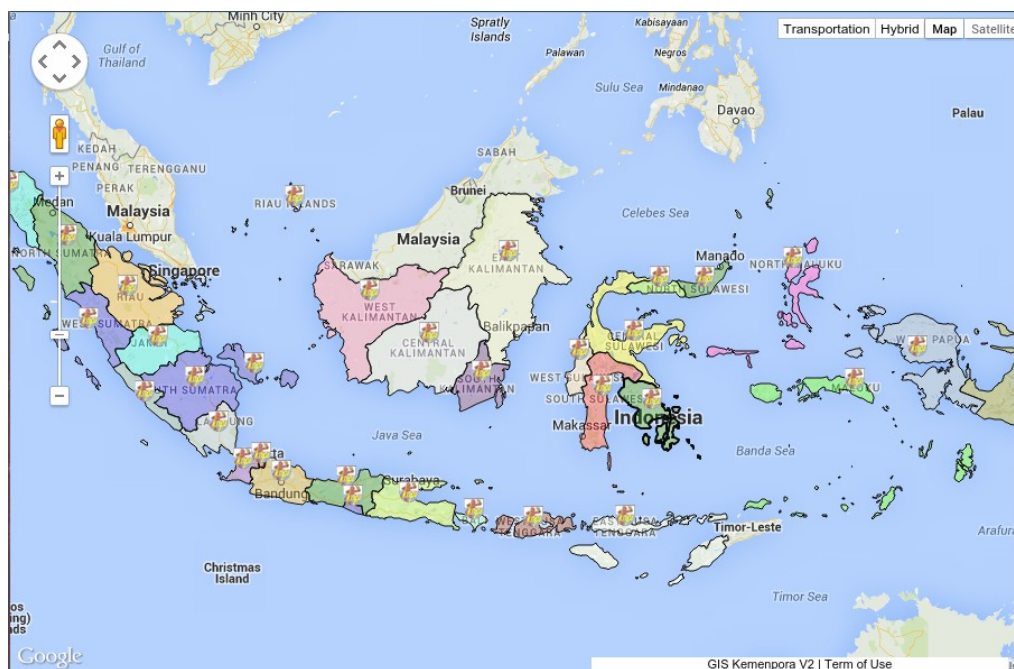 Minh City
Spratly
Islands
Kabisayaan
Transportation
Hybrid
Map
Satellite
Gulf of
Thailand
Palawan
Negros
Sulu Sea
Mindanao
Davao
Palau
KEDAH
PENANG
TERENGGANU
PERAK
SABAH
Brunei
Medan
Malaysia
Kuala Lumpur
RIAU ISLANDS
Celebes Sea
Malaysia
NORTH SUMATRA
Singapore
SARAWAK
EAST
KALIMANTAN
Manado
NORTH MALUKU
RIAU
WEST
KALIMANTAN
NORTH SULAWESI
WEST SUMATRA
JAMBI
CENTRAL
KALIMANTAN
Balikpapan
CENTRAL
SULAWESI
WEST PAPUA
SOUTH SUMATRA
SOUTH
KALIMANTAN
WEST SULAWESI
SOUTH SULAWESI
MALUKU
LAMPUNG
Java Sea
Makassar
Indonesia
Banda Sea
Bandung
Surabaya
BALI
WEST NUSA
TENGGARA
EAST NUSA
TENGGARA
Timor-Leste
Arafura
Christmas
Island
Timor Sea
Google
GIS Kemenpora V2 | Term of Use